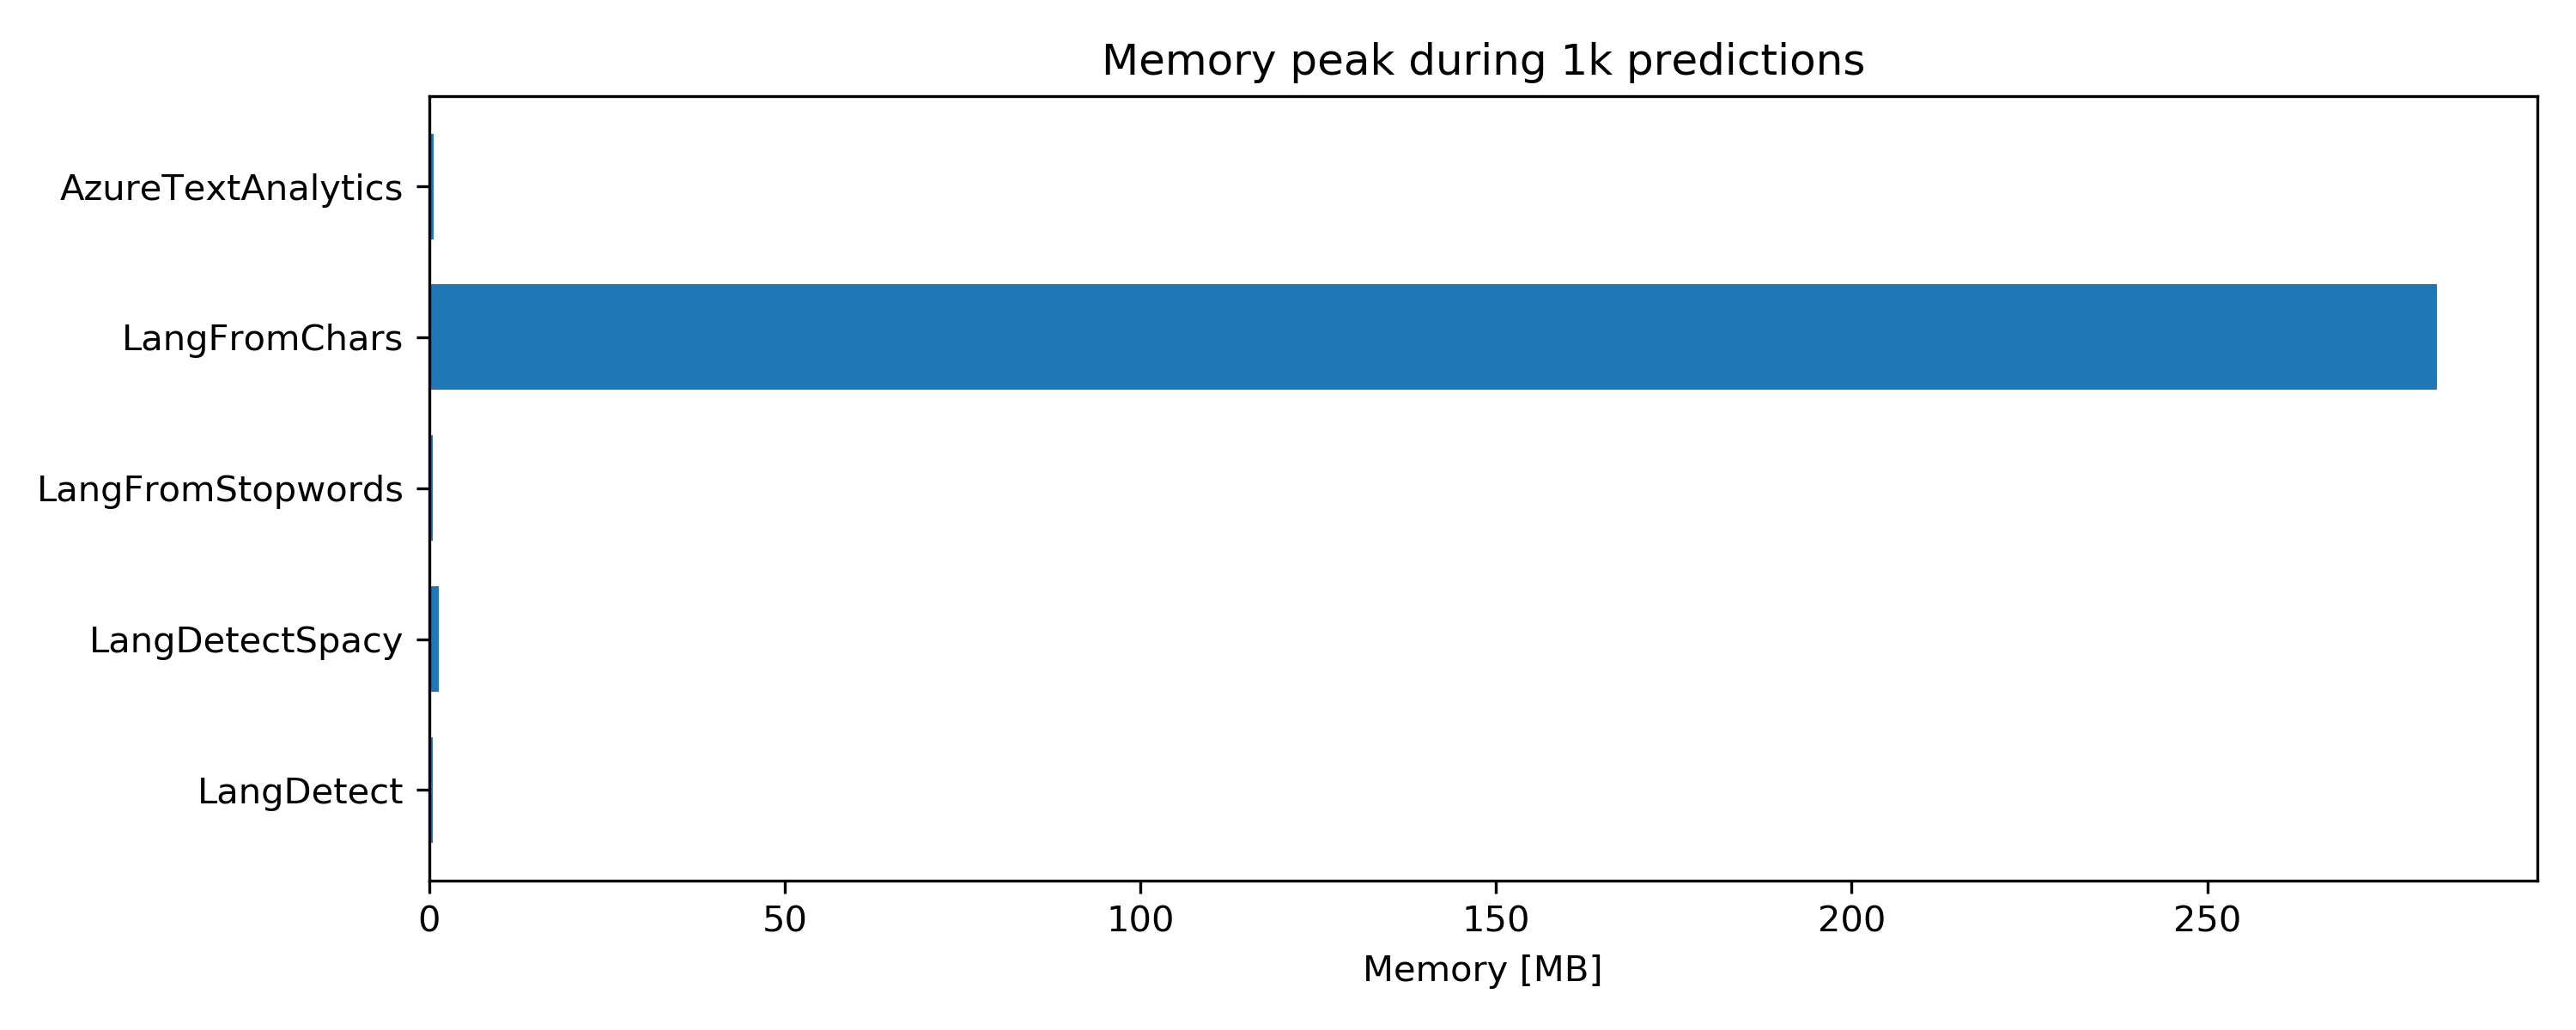 Memory peak during 1k predictions
AzureTextAnalytics
LangFromChars
LangFromStopwords
LangDetectSpacy
LangDetect
0 50 100 150 200 250
Memory [MB]